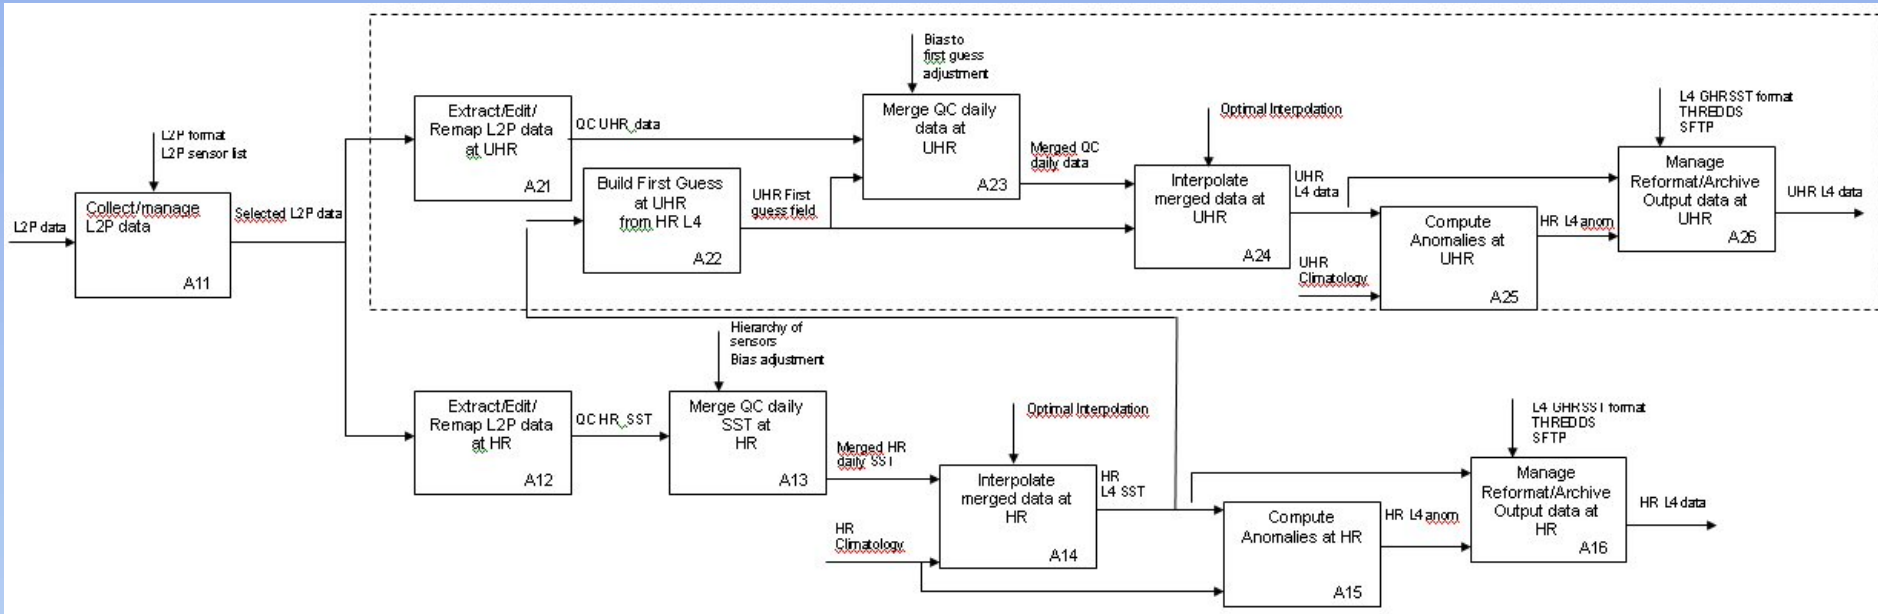 L2P data
L2P format
L2P sensor list
Collect/manage
L2P data
A11
Selected L2P data
Extract/Edit/
Remap L2P data
at UHR
A21
QC UHR_data
Build First Guess
at UHR
from HR L4
A22
UHR First
guess field
Bias to
first guess
adjustment
Merge QC daily
data at
UHR
A23
Merged QC
daily data
Optimal Interpolation
Interpolate
merged data at
UHR
A24
UHR
L4 data
UHR
Climatology
Compute
Anomalies at
UHR
A25
HR L4 anom
L4 GHRSST format
THREDDS
SFTP
Manage
Reformat/Archive
Output data at
UHR
A26
UHR L4 data
Extract/Edit/
Remap L2P data
at HR
A12
QC HR_SST
Hierarchy of
sensors
Bias adjustment
Merge QC daily
SST at
HR
A13
Merged HR
daily SST
HR
Climatology
Optimal Interpolation
Interpolate
merged data at
HR
A14
HR
L4 SST
Compute
Anomalies at HR
A15
HR L4 anom
L4 GHRSST format
THREDDS
SFTP
Manage
Reformat/Archive
Output data at
HR
A16
HR L4 data